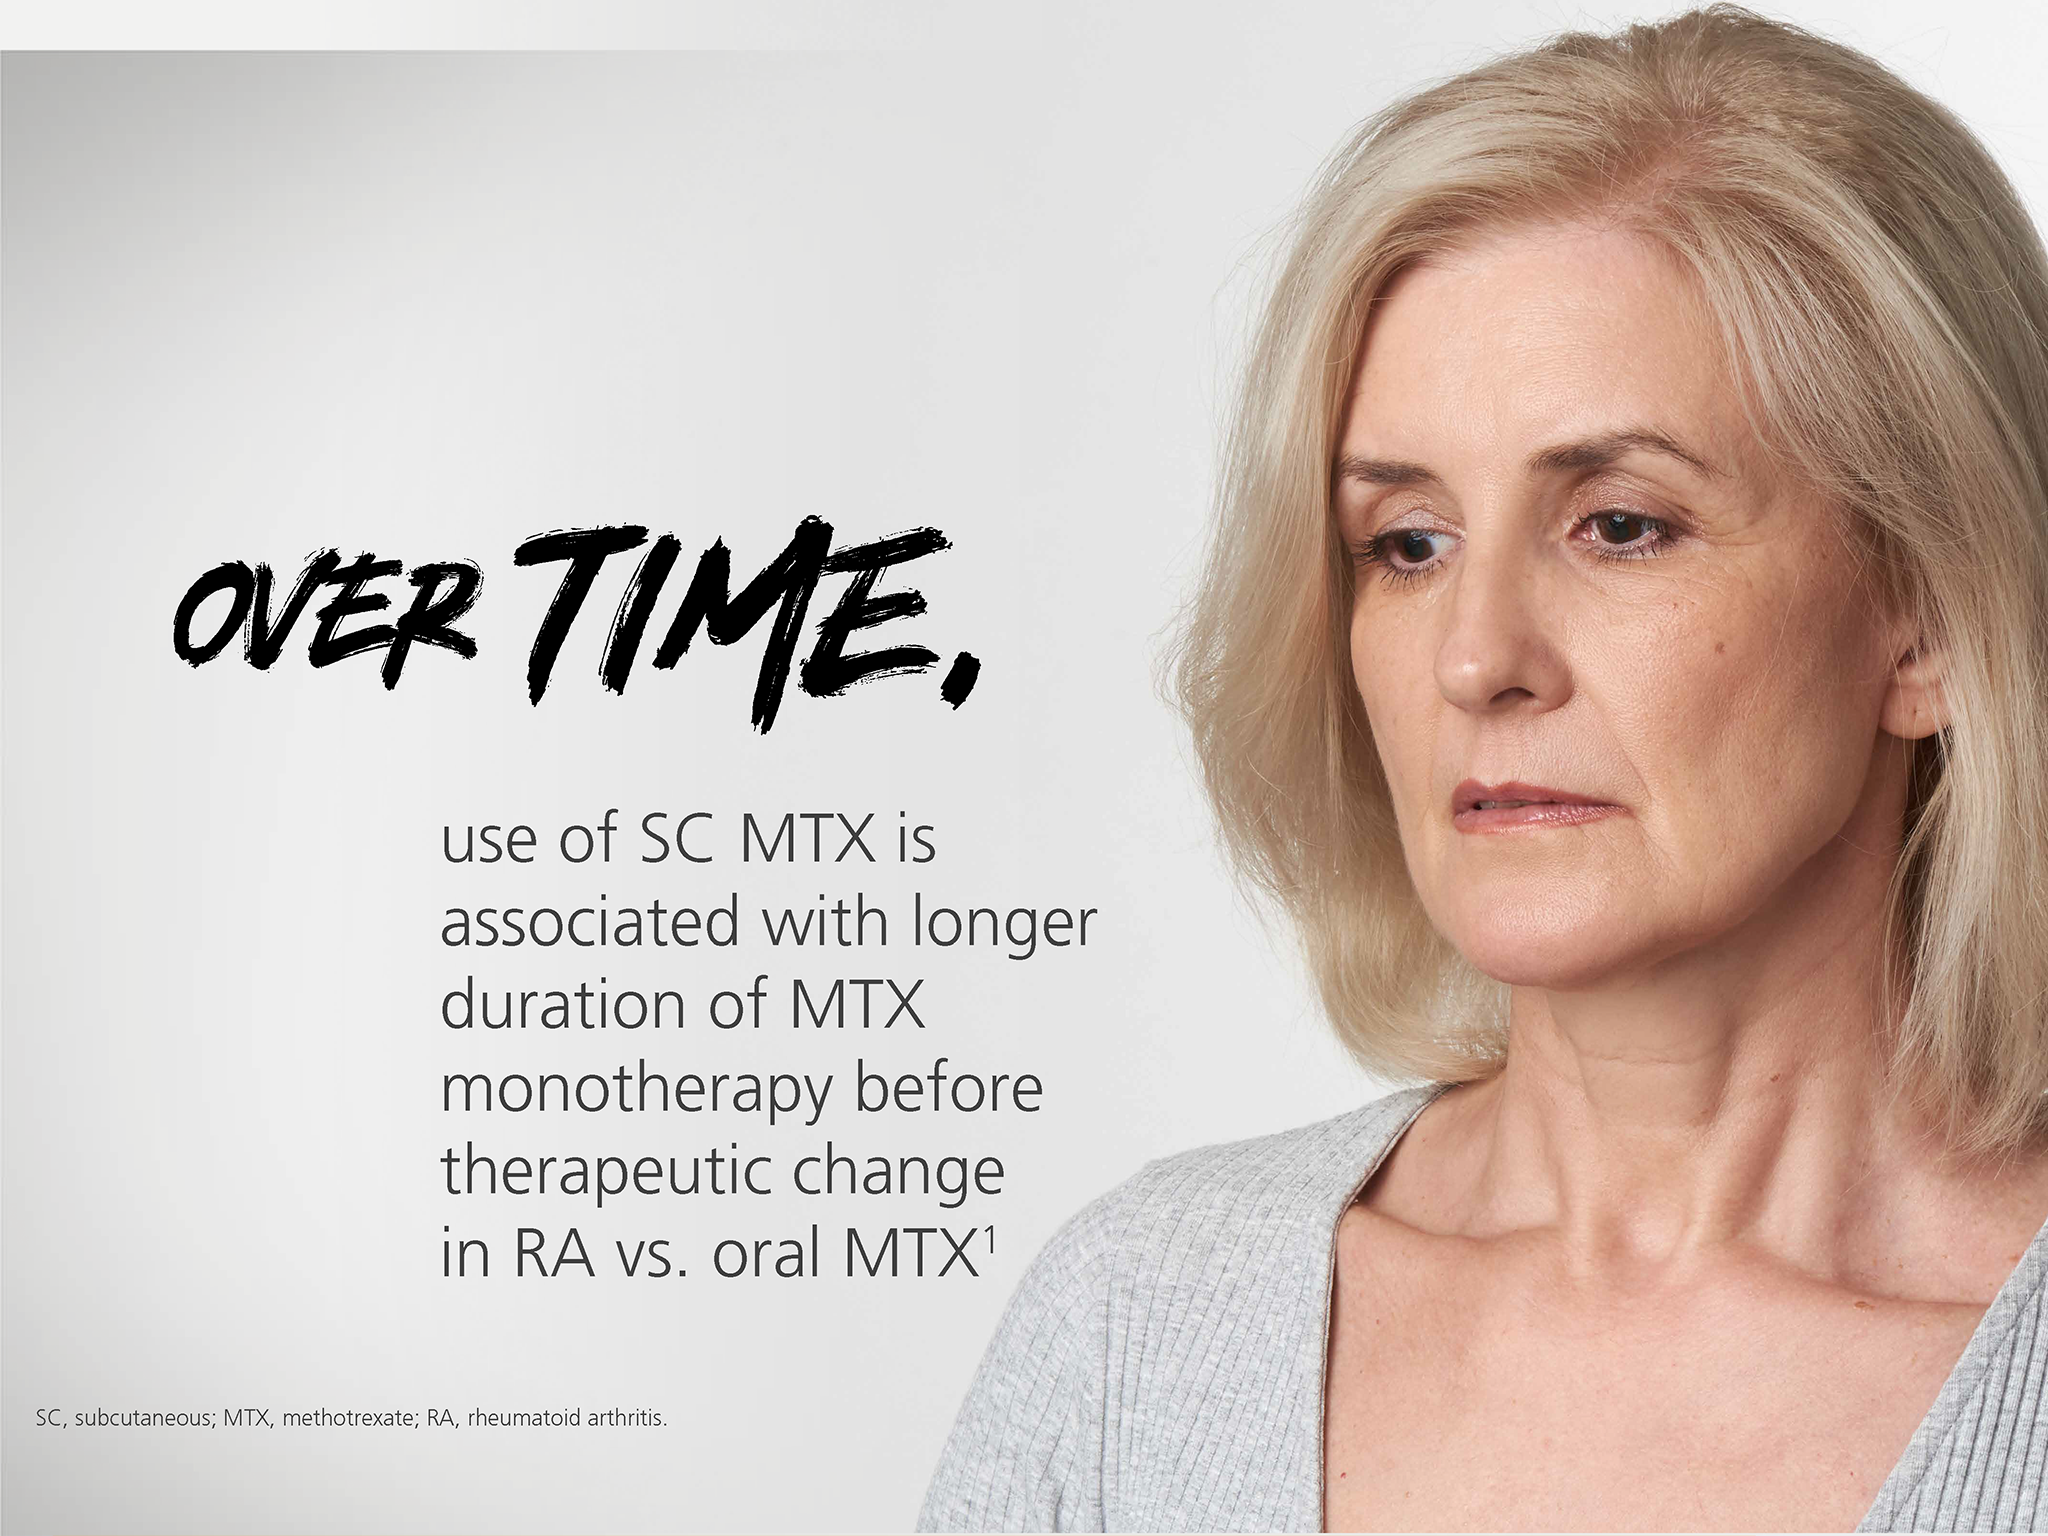 OVER TIME,
use of SC MTX is
associated with longer
duration of MTX
monotherapy before
therapeutic change
in RA vs. oral MTX¹
SC, subcutaneous; MTX, methotrexate; RA, rheumatoid arthritis.